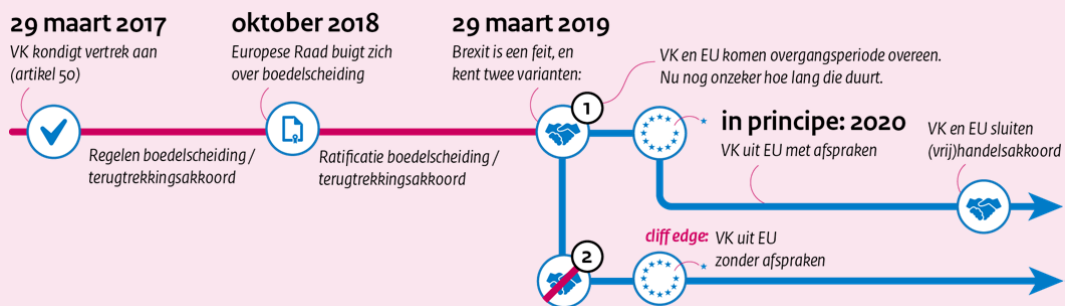 29 maart 2017
VK kondigt vertrek aan
(artikel 50)
oktober 2018
Europese Raad buigt zich
over boedelscheiding
29 maart 2019
Brexit is een feit, en
kent twee varianten:
VK en EU komen overgangsperiode overeen.
Nu nog onzeker hoe lang die duurt.
1
in principe: 2020
VK uit EU met afspraken
VK en EU sluiten
(vrij)handelsakkoord
Regelen boedelscheiding /
terugtrekkingsakkoord
Ratificatie boedelscheiding /
terugtrekkingsakkoord
2
cliff edge: VK uit EU
zonder afspraken